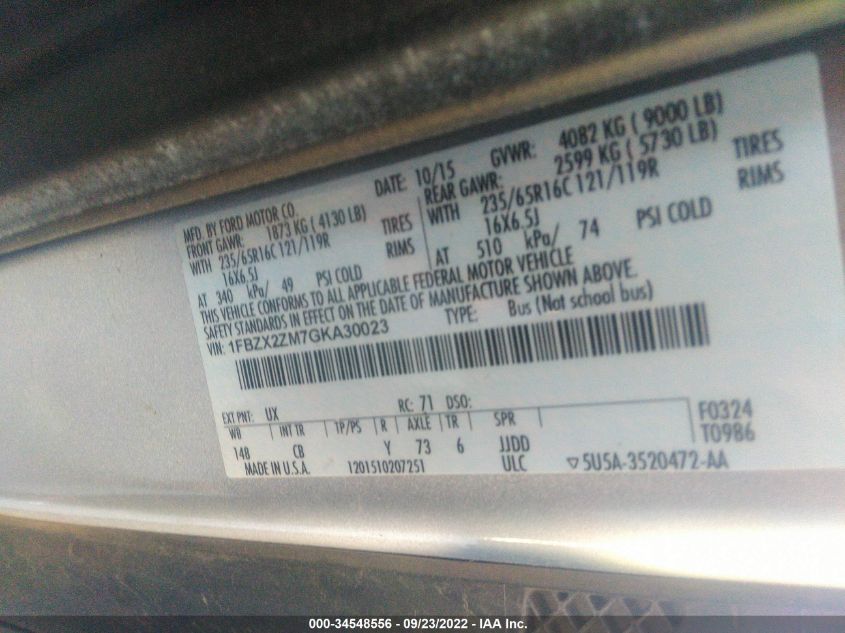 MFD. BY FORD MOTOR CO.
DATE: 10/15 GVWR: 4082 KG ( 9000 LB)
FRONT GAWR: 1873 KG ( 4130 LB) REAR GAWR: 2599 KG ( 5730 LB)
WITH 235/65R16C 121/119R TIRES WITH 235/65R16C 121/119R TIRES
16X6.5J RIMS 16X6.5J RIMS
AT 340 kPa/ 49 PSI COLD AT 510 kPa/ 74 PSI COLD
THIS VEHICLE CONFORMS TO ALL APPLICABLE FEDERAL MOTOR VEHICLE
SAFETY STANDARDS IN EFFECT ON THE DATE OF MANUFACTURE SHOWN ABOVE.
VIN: 1FBZX2ZM7GKA30023 TYPE: Bus (Not school bus)
EXT PNT: UX RC: 71 DSO: F0324
WB INT TR TP/PS R AXLE TR SPR T0986
148 CB Y 73 6 JJDD
MADE IN U.S.A. 1201510207251 ULC ▽5U5A-3520472-AA
000-34548556 - 09/23/2022 - IAA Inc.